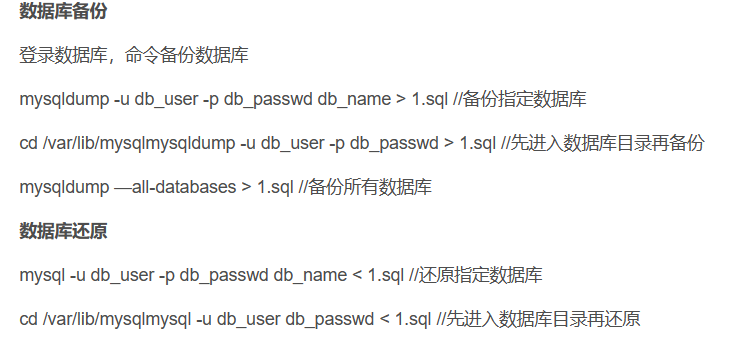 数据库备份
登录数据库，命令备份数据库
mysqldump -u db_user -p db_passwd db_name > 1.sql //备份指定数据库
cd /var/lib/mysqlmysqldump -u db_user -p db_passwd > 1.sql //先进入数据库目录再备份
mysqldump —all-databases > 1.sql //备份所有数据库
数据库还原
mysql -u db_user -p db_passwd db_name < 1.sql //还原指定数据库
cd /var/lib/mysqlmysql -u db_user db_passwd < 1.sql //先进入数据库目录再还原